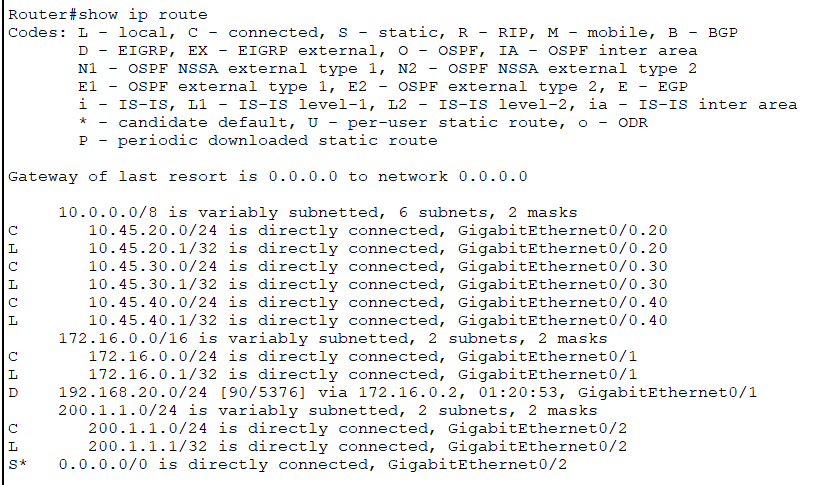 Router#show ip route
Codes: L - local, C - connected, S - static, R - RIP, M - mobile, B - BGP
       D - EIGRP, EX - EIGRP external, O - OSPF, IA - OSPF inter area
       N1 - OSPF NSSA external type 1, N2 - OSPF NSSA external type 2
       E1 - OSPF external type 1, E2 - OSPF external type 2, E - EGP
       i - IS-IS, L1 - IS-IS level-1, L2 - IS-IS level-2, ia - IS-IS inter area
       * - candidate default, U - per-user static route, o - ODR
       P - periodic downloaded static route

Gateway of last resort is 0.0.0.0 to network 0.0.0.0

     10.0.0.0/8 is variably subnetted, 6 subnets, 2 masks
C       10.45.20.0/24 is directly connected, GigabitEthernet0/0.20
L       10.45.20.1/32 is directly connected, GigabitEthernet0/0.20
C       10.45.30.0/24 is directly connected, GigabitEthernet0/0.30
L       10.45.30.1/32 is directly connected, GigabitEthernet0/0.30
C       10.45.40.0/24 is directly connected, GigabitEthernet0/0.40
L       10.45.40.1/32 is directly connected, GigabitEthernet0/0.40
     172.16.0.0/16 is variably subnetted, 2 subnets, 2 masks
C       172.16.0.0/24 is directly connected, GigabitEthernet0/1
L       172.16.0.1/32 is directly connected, GigabitEthernet0/1
D    192.168.20.0/24 [90/5376] via 172.16.0.2, 01:20:53, GigabitEthernet0/1
     200.1.1.0/24 is variably subnetted, 2 subnets, 2 masks
C       200.1.1.0/24 is directly connected, GigabitEthernet0/2
L       200.1.1.1/32 is directly connected, GigabitEthernet0/2
S*   0.0.0.0/0 is directly connected, GigabitEthernet0/2